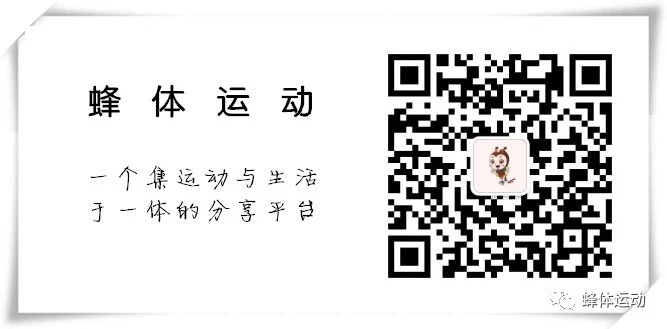 蜂体运动
一个集运动与生活
于一体的分享平台
蜂体运动